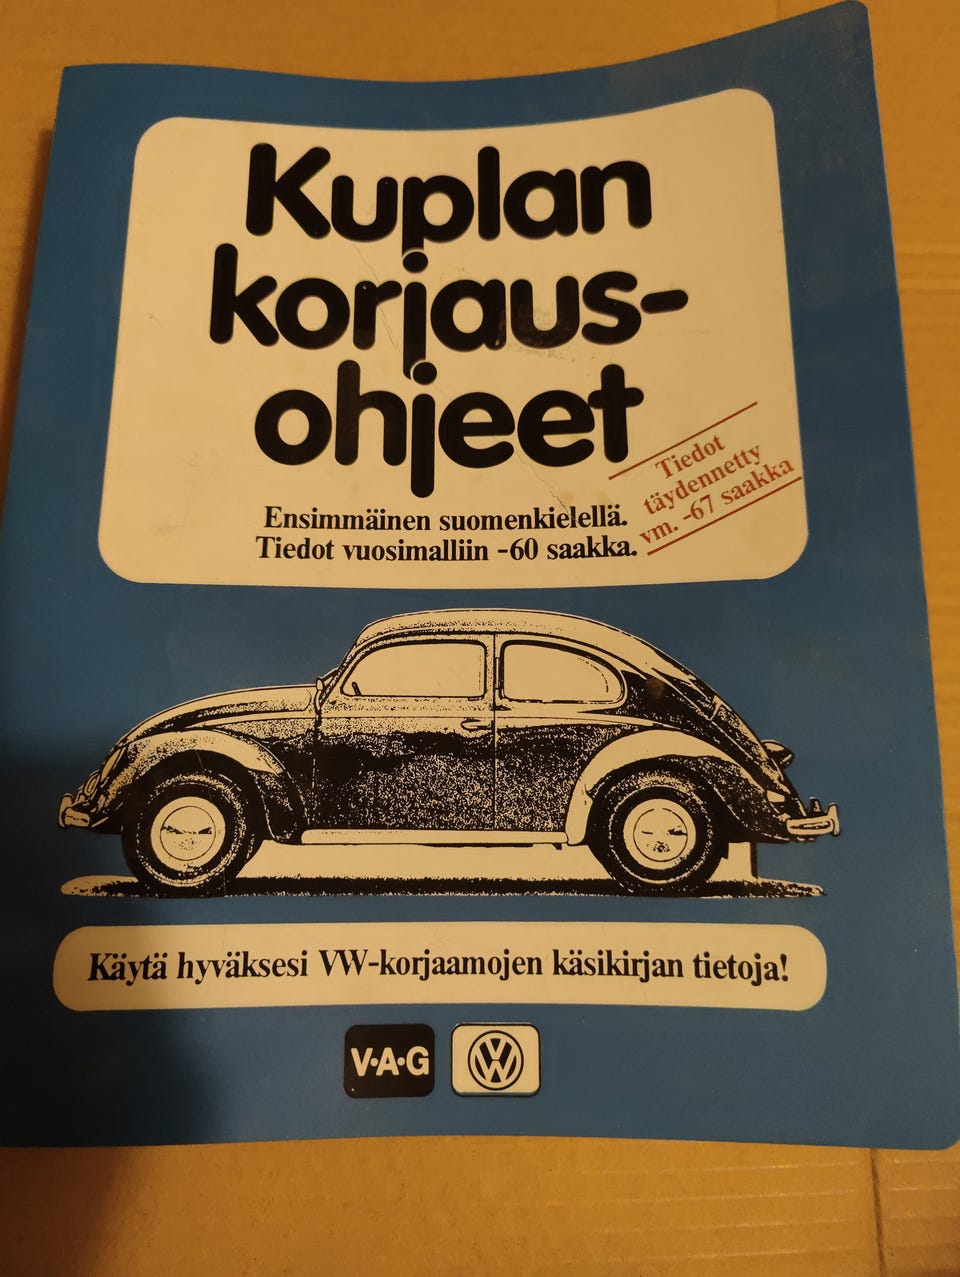 Kuplan
korjaus-
ohjeet
Ensimmäinen suomenkielellä.
Tiedot vuosimalliin -60 saakka.
Tiedot
täydennetty
vm. -67 saakka
Käytä hyväksesi VW-korjaamojen käsikirjan tietoja!
V·A·G
VW